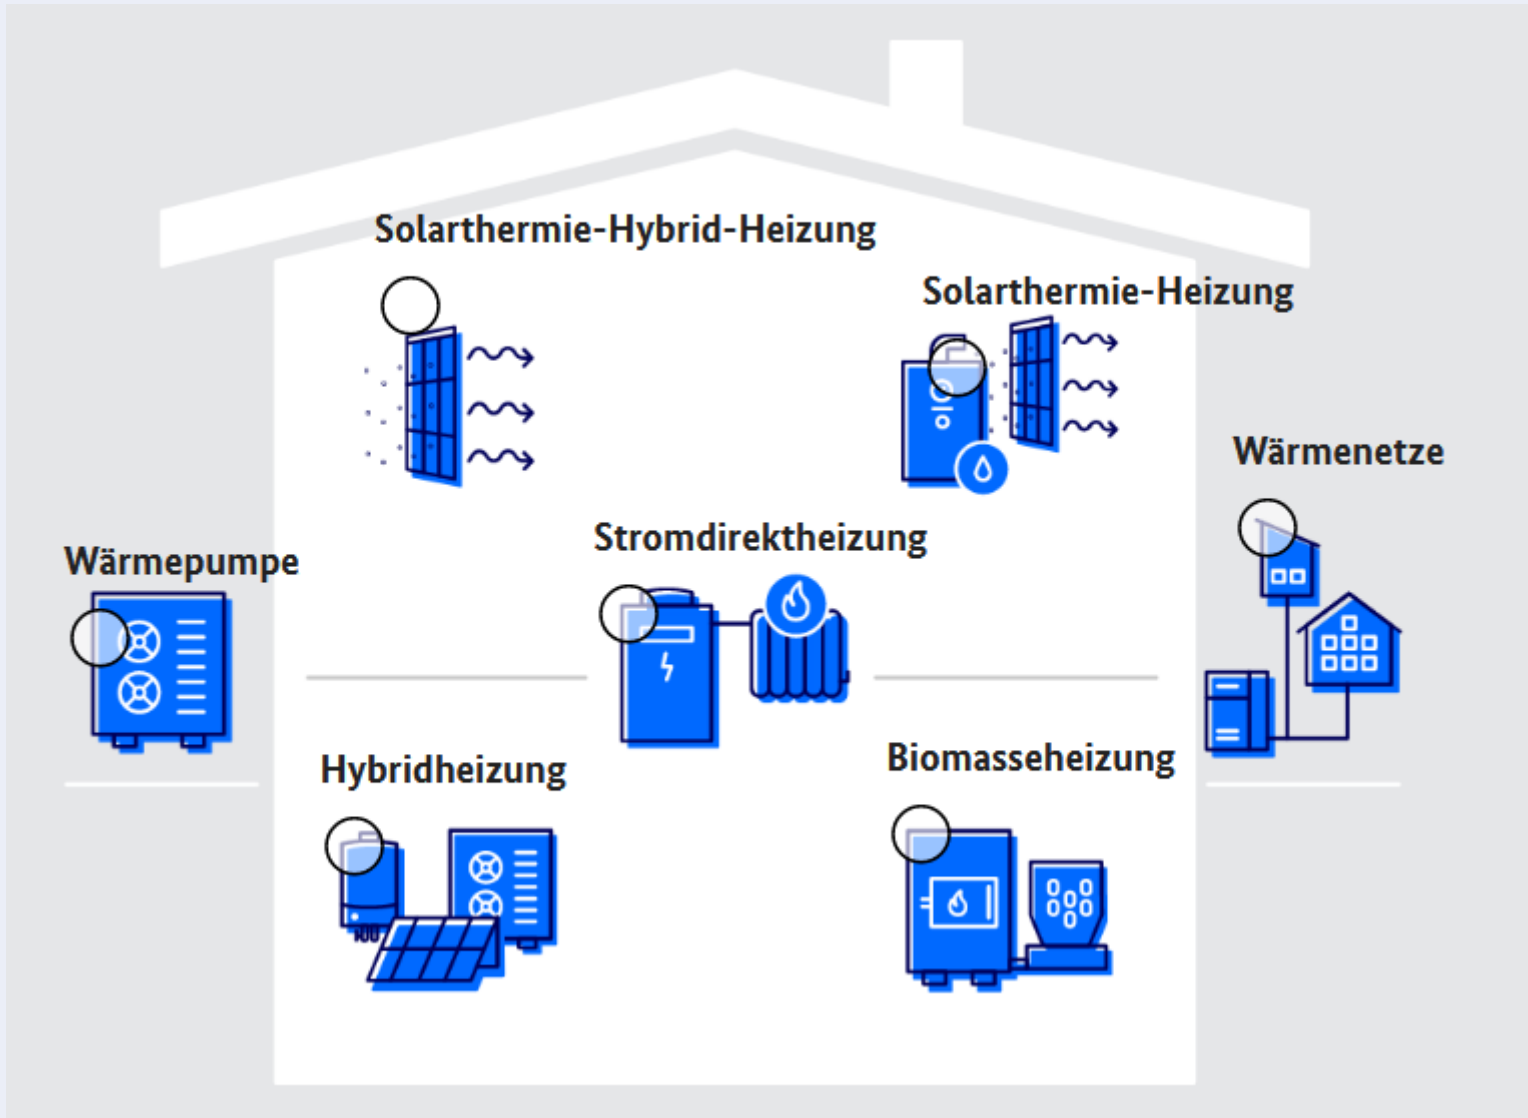 Solarthermie-Hybrid-Heizung
Solarthermie-Heizung
Wärmenetze
Stromdirektheizung
Wärmepumpe
Hybridheizung
Biomasseheizung